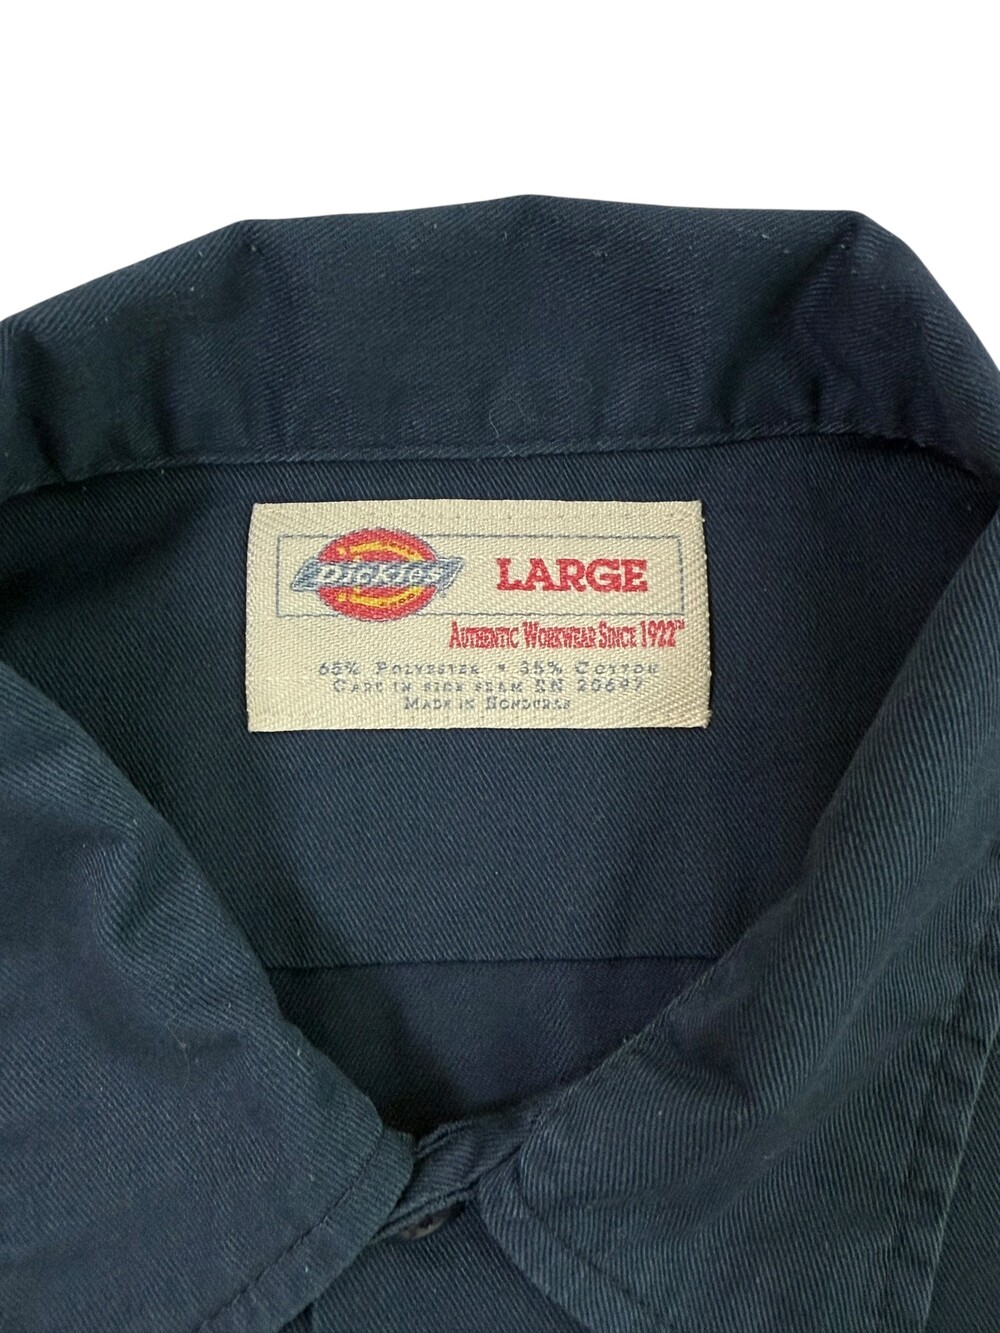 Dickies
LARGE
AUTHENTIC WORKWEAR SINCE 1922™
65% POLYESTER * 35% COTTON
CARE IN SIDE SEAM RN 20697
MADE IN HONDURAS